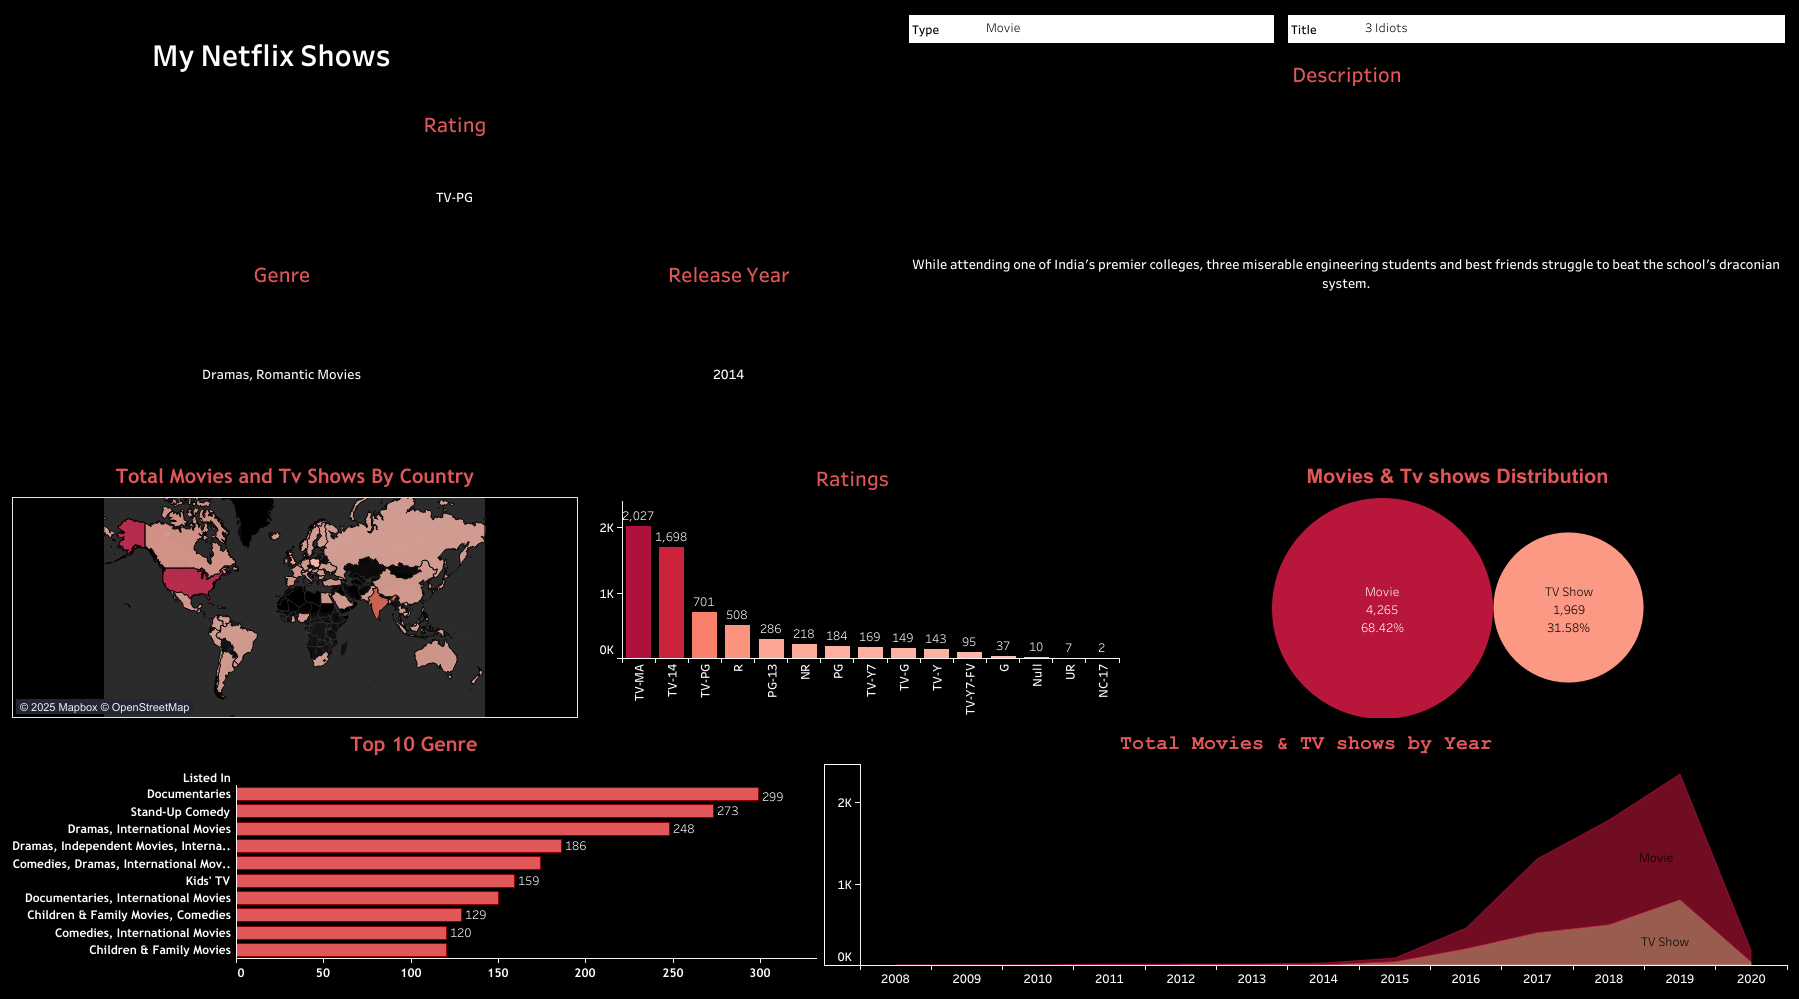 My Netflix Shows
Type Movie
Title 3 Idiots
Description
Rating
TV-PG
While attending one of India's premier colleges, three miserable engineering students and best friends struggle to beat the school's draconian
system.
Genre
Release Year
Dramas, Romantic Movies
2014
Total Movies and Tv Shows By Country
© 2025 Mapbox © OpenStreetMap
Ratings
2K
1K
0K
2,027
1,698
701
508
286
218
184
169
149
143
95
37
10
7
2
TV-MA
TV-14
TV-PG
R
PG-13
NR
PG
TV-Y7
TV-G
TV-Y
TV-Y7-FV
G
Null
UR
NC-17
Movies & Tv shows Distribution
Movie
4,265
68.42%
TV Show
1,969
31.58%
Top 10 Genre
Listed In
Documentaries 299
Stand-Up Comedy 273
Dramas, International Movies 248
Dramas, Independent Movies, Interna.. 186
Comedies, Dramas, International Mov..
Kids' TV 159
Documentaries, International Movies
Children & Family Movies, Comedies 129
Comedies, International Movies 120
Children & Family Movies
0 50 100 150 200 250 300
Total Movies & TV shows by Year
2K
1K
0K
Movie
TV Show
2008 2009 2010 2011 2012 2013 2014 2015 2016 2017 2018 2019 2020